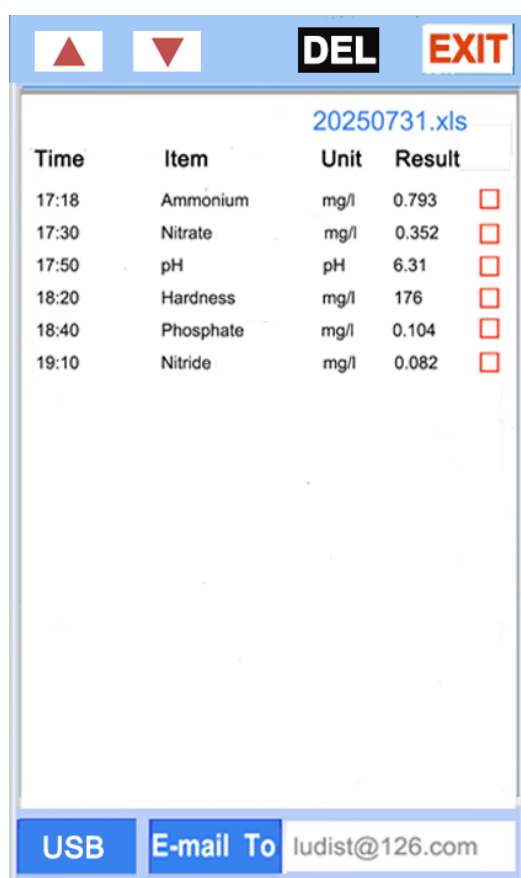 DEL EXIT
20250731.xls
Time Item Unit Result
17:18 Ammonium mg/l 0.793
17:30 Nitrate mg/l 0.352
17:50 pH pH 6.31
18:20 Hardness mg/l 176
18:40 Phosphate mg/l 0.104
19:10 Nitride mg/l 0.082
USB E-mail To ludist@126.com